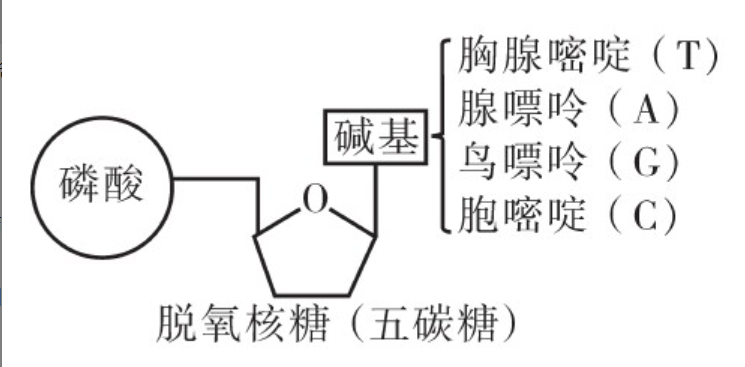 胸腺嘧啶（T）
腺嘌呤（A）
碱基
鸟嘌呤（G）
磷酸
O
胞嘧啶（C）
脱氧核糖（五碳糖）